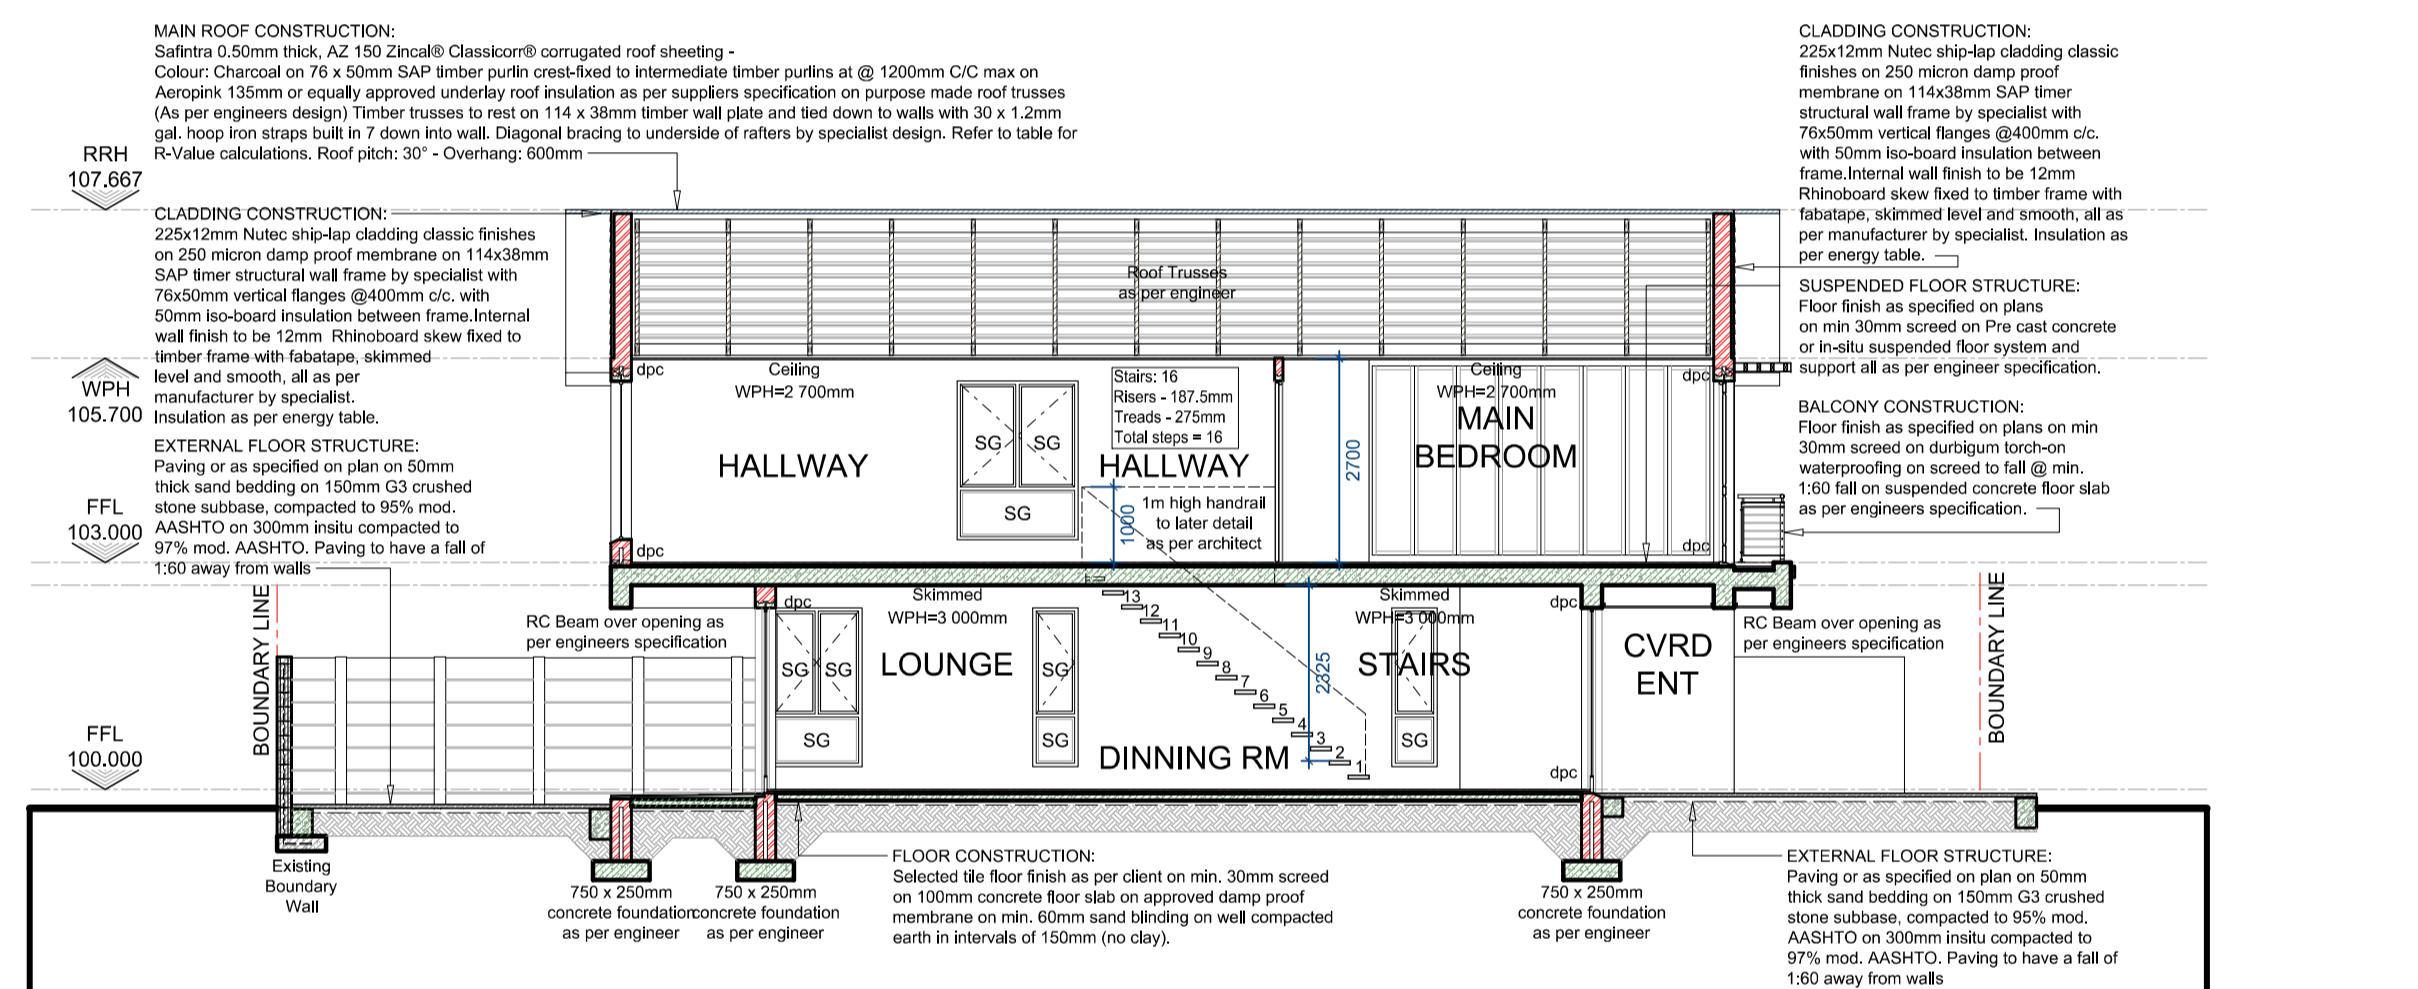 MAIN ROOF CONSTRUCTION:
Safintra 0.50mm thick, AZ 150 Zincal® Classicorr® corrugated roof sheeting -
Colour: Charcoal on 76 x 50mm SAP timber purlin crest-fixed to intermediate timber purlins at @ 1200mm C/C max on
Aeropink 135mm or equally approved underlay roof insulation as per suppliers specification on purpose made roof trusses
(As per engineers design) Timber trusses to rest on 114 x 38mm timber wall plate and tied down to walls with 30 x 1.2mm
gal. hoop iron straps built in 7 down into wall. Diagonal bracing to underside of rafters by specialist design. Refer to table for
R-Value calculations. Roof pitch: 30° - Overhang: 600mm
RRH
107.667
CLADDING CONSTRUCTION:
225x12mm Nutec ship-lap cladding classic finishes
on 250 micron damp proof membrane on 114x38mm
SAP timer structural wall frame by specialist with
76x50mm vertical flanges @400mm c/c. with
50mm iso-board insulation between frame.Internal
wall finish to be 12mm Rhinoboard skew fixed to
timber frame with fabatape, skimmed
level and smooth, all as per
manufacturer by specialist.
Insulation as per energy table.
WPH
105.700
EXTERNAL FLOOR STRUCTURE:
Paving or as specified on plan on 50mm
thick sand bedding on 150mm G3 crushed
stone subbase, compacted to 95% mod.
AASHTO on 300mm insitu compacted to
97% mod. AASHTO. Paving to have a fall of
1:60 away from walls
FFL
103.000
FFL
100.000
CLADDING CONSTRUCTION:
225x12mm Nutec ship-lap cladding classic
finishes on 250 micron damp proof
membrane on 114x38mm SAP timer
structural wall frame by specialist with
76x50mm vertical flanges @400mm c/c.
with 50mm iso-board insulation between
frame.Internal wall finish to be 12mm
Rhinoboard skew fixed to timber frame with
fabatape, skimmed level and smooth, all as
per manufacturer by specialist. Insulation as
per energy table.
SUSPENDED FLOOR STRUCTURE:
Floor finish as specified on plans
on min 30mm screed on Pre cast concrete
or in-situ suspended floor system and
support all as per engineer specification.
BALCONY CONSTRUCTION:
Floor finish as specified on plans on min
30mm screed on durbigum torch-on
waterproofing on screed to fall @ min.
1:60 fall on suspended concrete floor slab
as per engineers specification.
Roof Trusses
as per engineer
dpc
Ceiling
WPH=2 700mm
Stairs: 16
Risers - 187.5mm
Treads - 275mm
Total steps = 16
Ceiling
WPH=2 700mm
dpc
MAIN
BEDROOM
HALLWAY
SG
SG
SG
HALLWAY
2700
1m high handrail
to later detail
as per architect
1000
dpc
dpc
BOUNDARY LINE
RC Beam over opening as
per engineers specification
dpc
Skimmed
WPH=3 000mm
Skimmed
WPH=3 000mm
dpc
RC Beam over opening as
per engineers specification
BOUNDARY LINE
13
12
11
10
9
8
7
6
5
4
3
2
1
SG
SG
SG
LOUNGE
SG
SG
2325
STAIRS
SG
CVRD
ENT
DINNING RM
dpc
Existing
Boundary
Wall
750 x 250mm
concrete foundation
as per engineer
750 x 250mm
concrete foundation
as per engineer
FLOOR CONSTRUCTION:
Selected tile floor finish as per client on min. 30mm screed
on 100mm concrete floor slab on approved damp proof
membrane on min. 60mm sand blinding on well compacted
earth in intervals of 150mm (no clay).
750 x 250mm
concrete foundation
as per engineer
EXTERNAL FLOOR STRUCTURE:
Paving or as specified on plan on 50mm
thick sand bedding on 150mm G3 crushed
stone subbase, compacted to 95% mod.
AASHTO on 300mm insitu compacted to
97% mod. AASHTO. Paving to have a fall of
1:60 away from walls